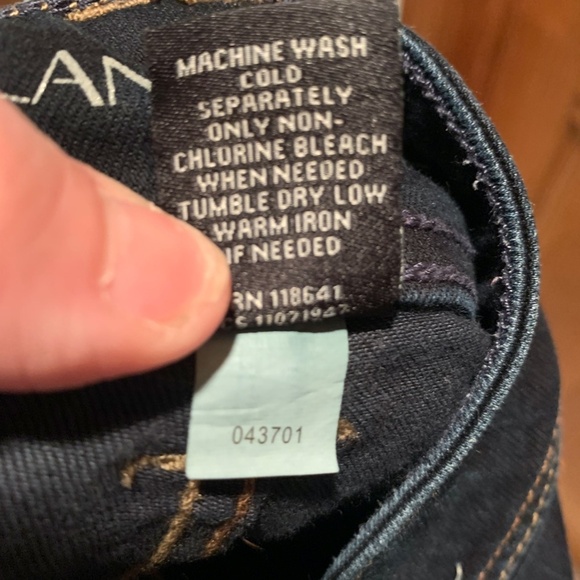 LAN
MACHINE WASH
COLD
SEPARATELY
ONLY NON-
CHLORINE BLEACH
WHEN NEEDED
TUMBLE DRY LOW
WARM IRON
IF NEEDED
RN 118641
043701